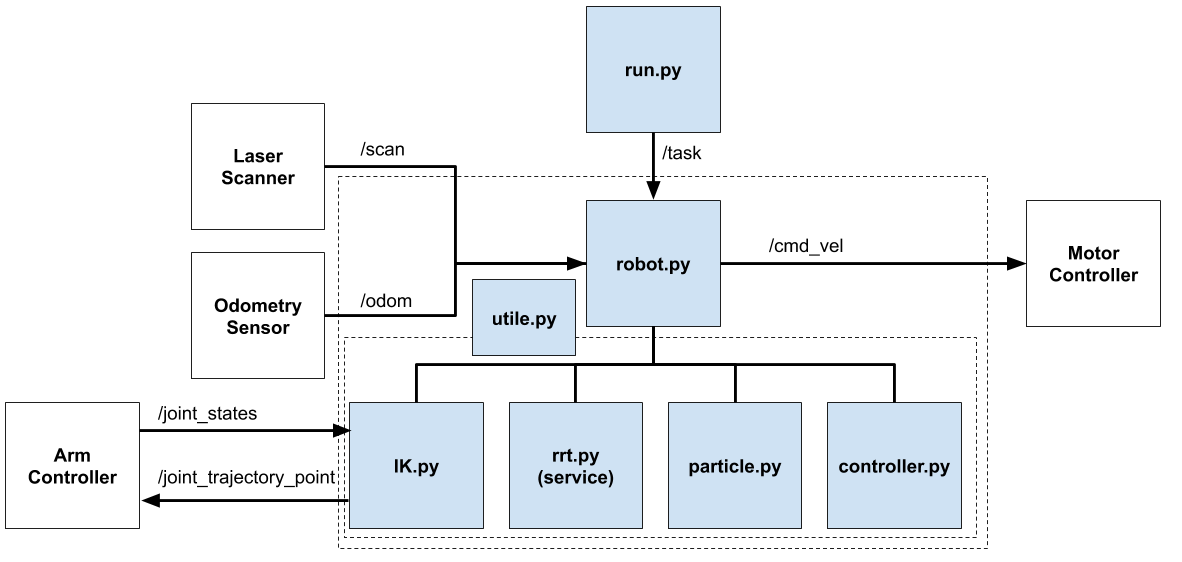 run.py
/task
Laser
Scanner
/scan
robot.py
/cmd_vel
Motor
Controller
Odometry
Sensor
/odom
utile.py
Arm
Controller
/joint_states
/joint_trajectory_point
IK.py
rrt.py
(service)
particle.py
controller.py